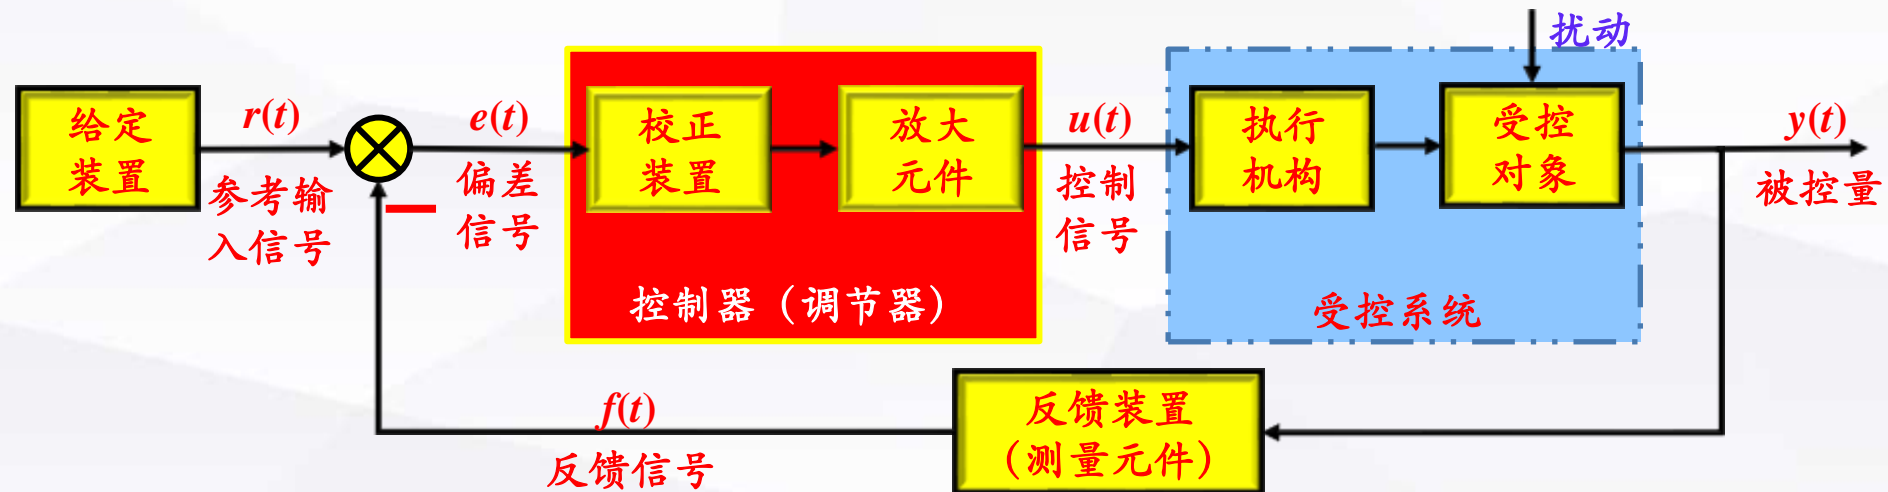 扰动
给定
装置
r(t)
参考输
入信号
e(t)
偏差
信号
校正
装置
放大
元件
控制器（调节器）
u(t)
控制
信号
执行
机构
受控
对象
受控系统
y(t)
被控量
f(t)
反馈信号
反馈装置
（测量元件）